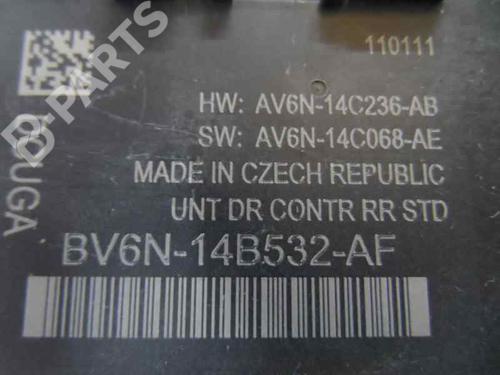 110111
HW: AV6N-14C236-AB
SW: AV6N-14C068-AE
MADE IN CZECH REPUBLIC
UNT DR CONTR RR STD
BV6N-14B532-AF
B-PARTS